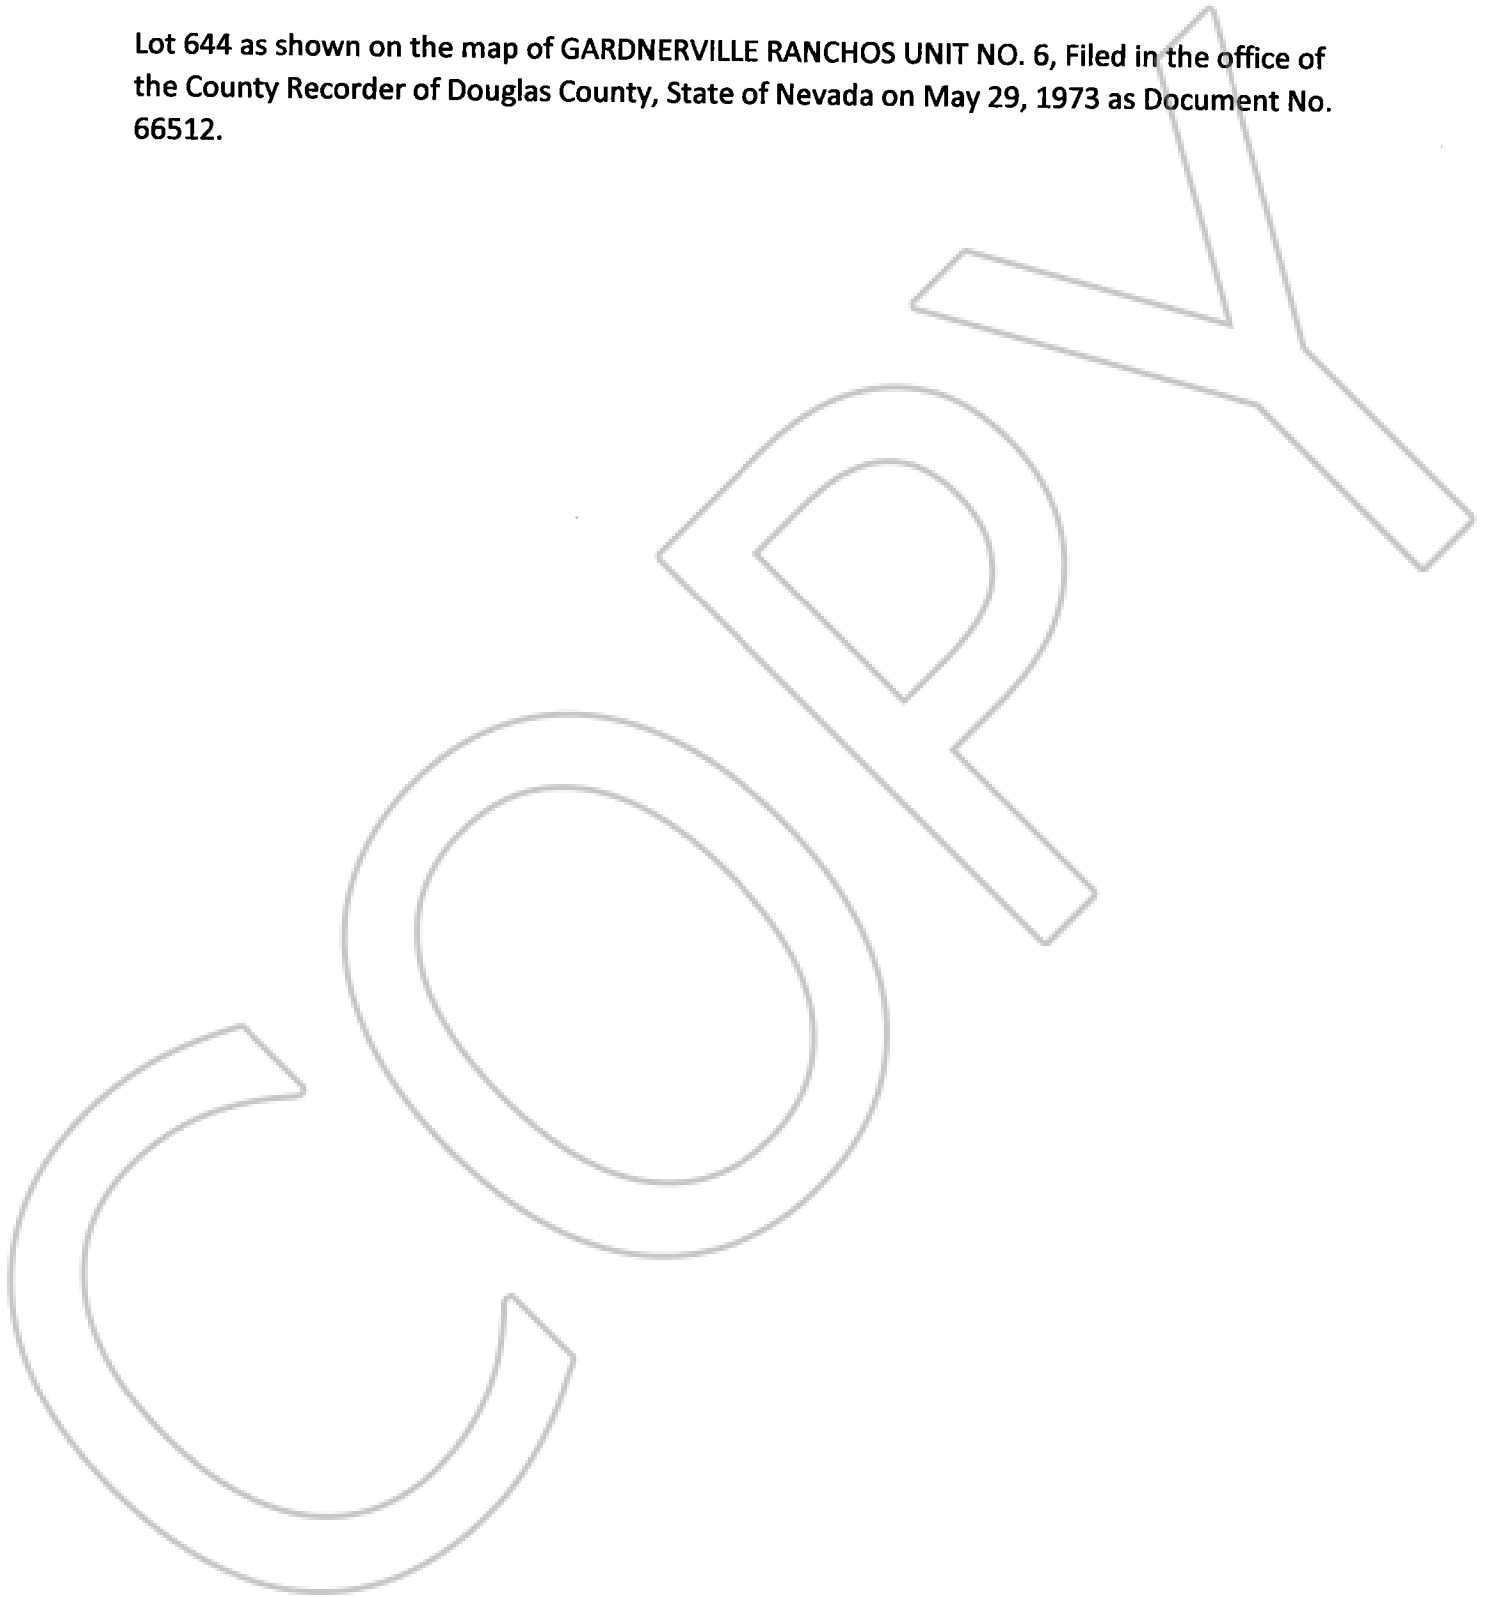 Lot 644 as shown on the map of GARDNERVILLE RANCHOS UNIT NO. 6, Filed in the office of
the County Recorder of Douglas County, State of Nevada on May 29, 1973 as Document No.
66512.
COPY